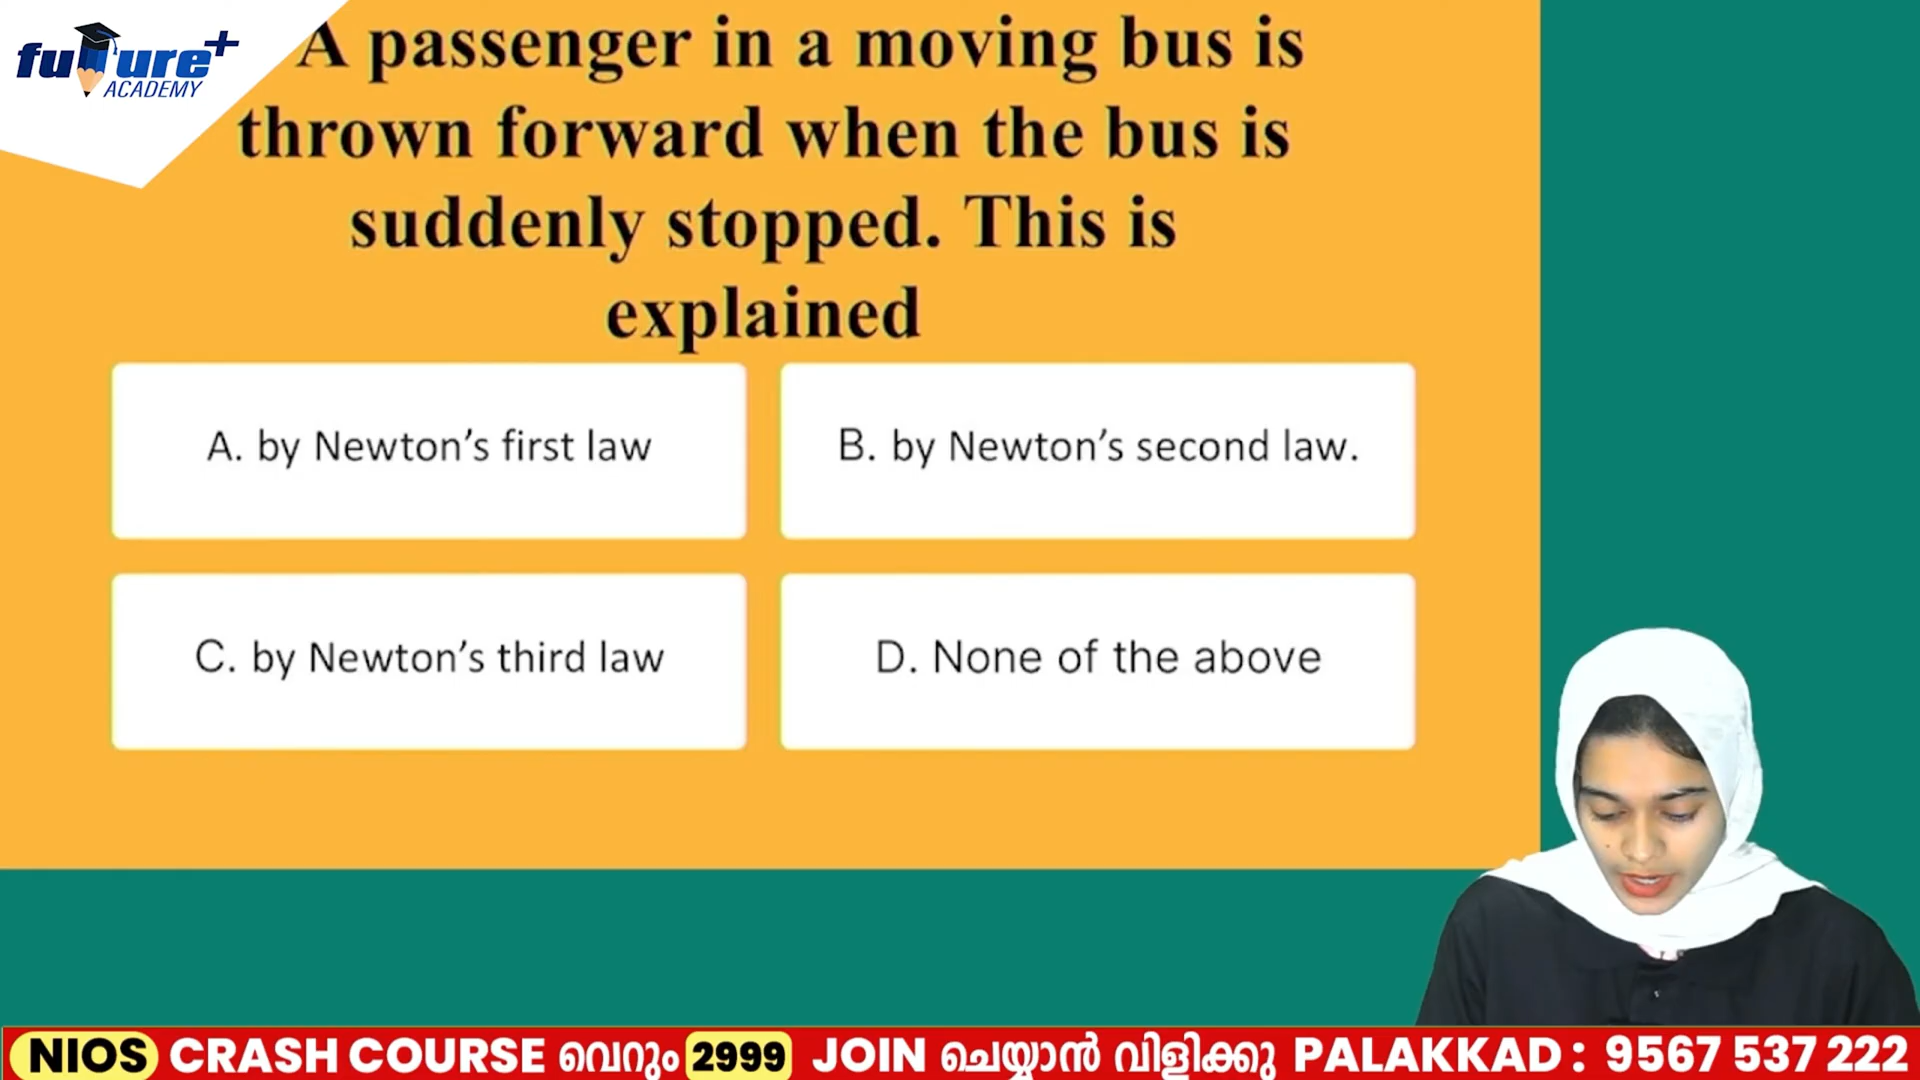 future+
ACADEMY
A passenger in a moving bus is
thrown forward when the bus is
suddenly stopped. This is
explained
A. by Newton’s first law
B. by Newton’s second law.
C. by Newton’s third law
D. None of the above
NIOS CRASH COURSE വെറും 2999 JOIN ചെയ്യാൻ വിളിക്കു PALAKKAD : 9567 537 222